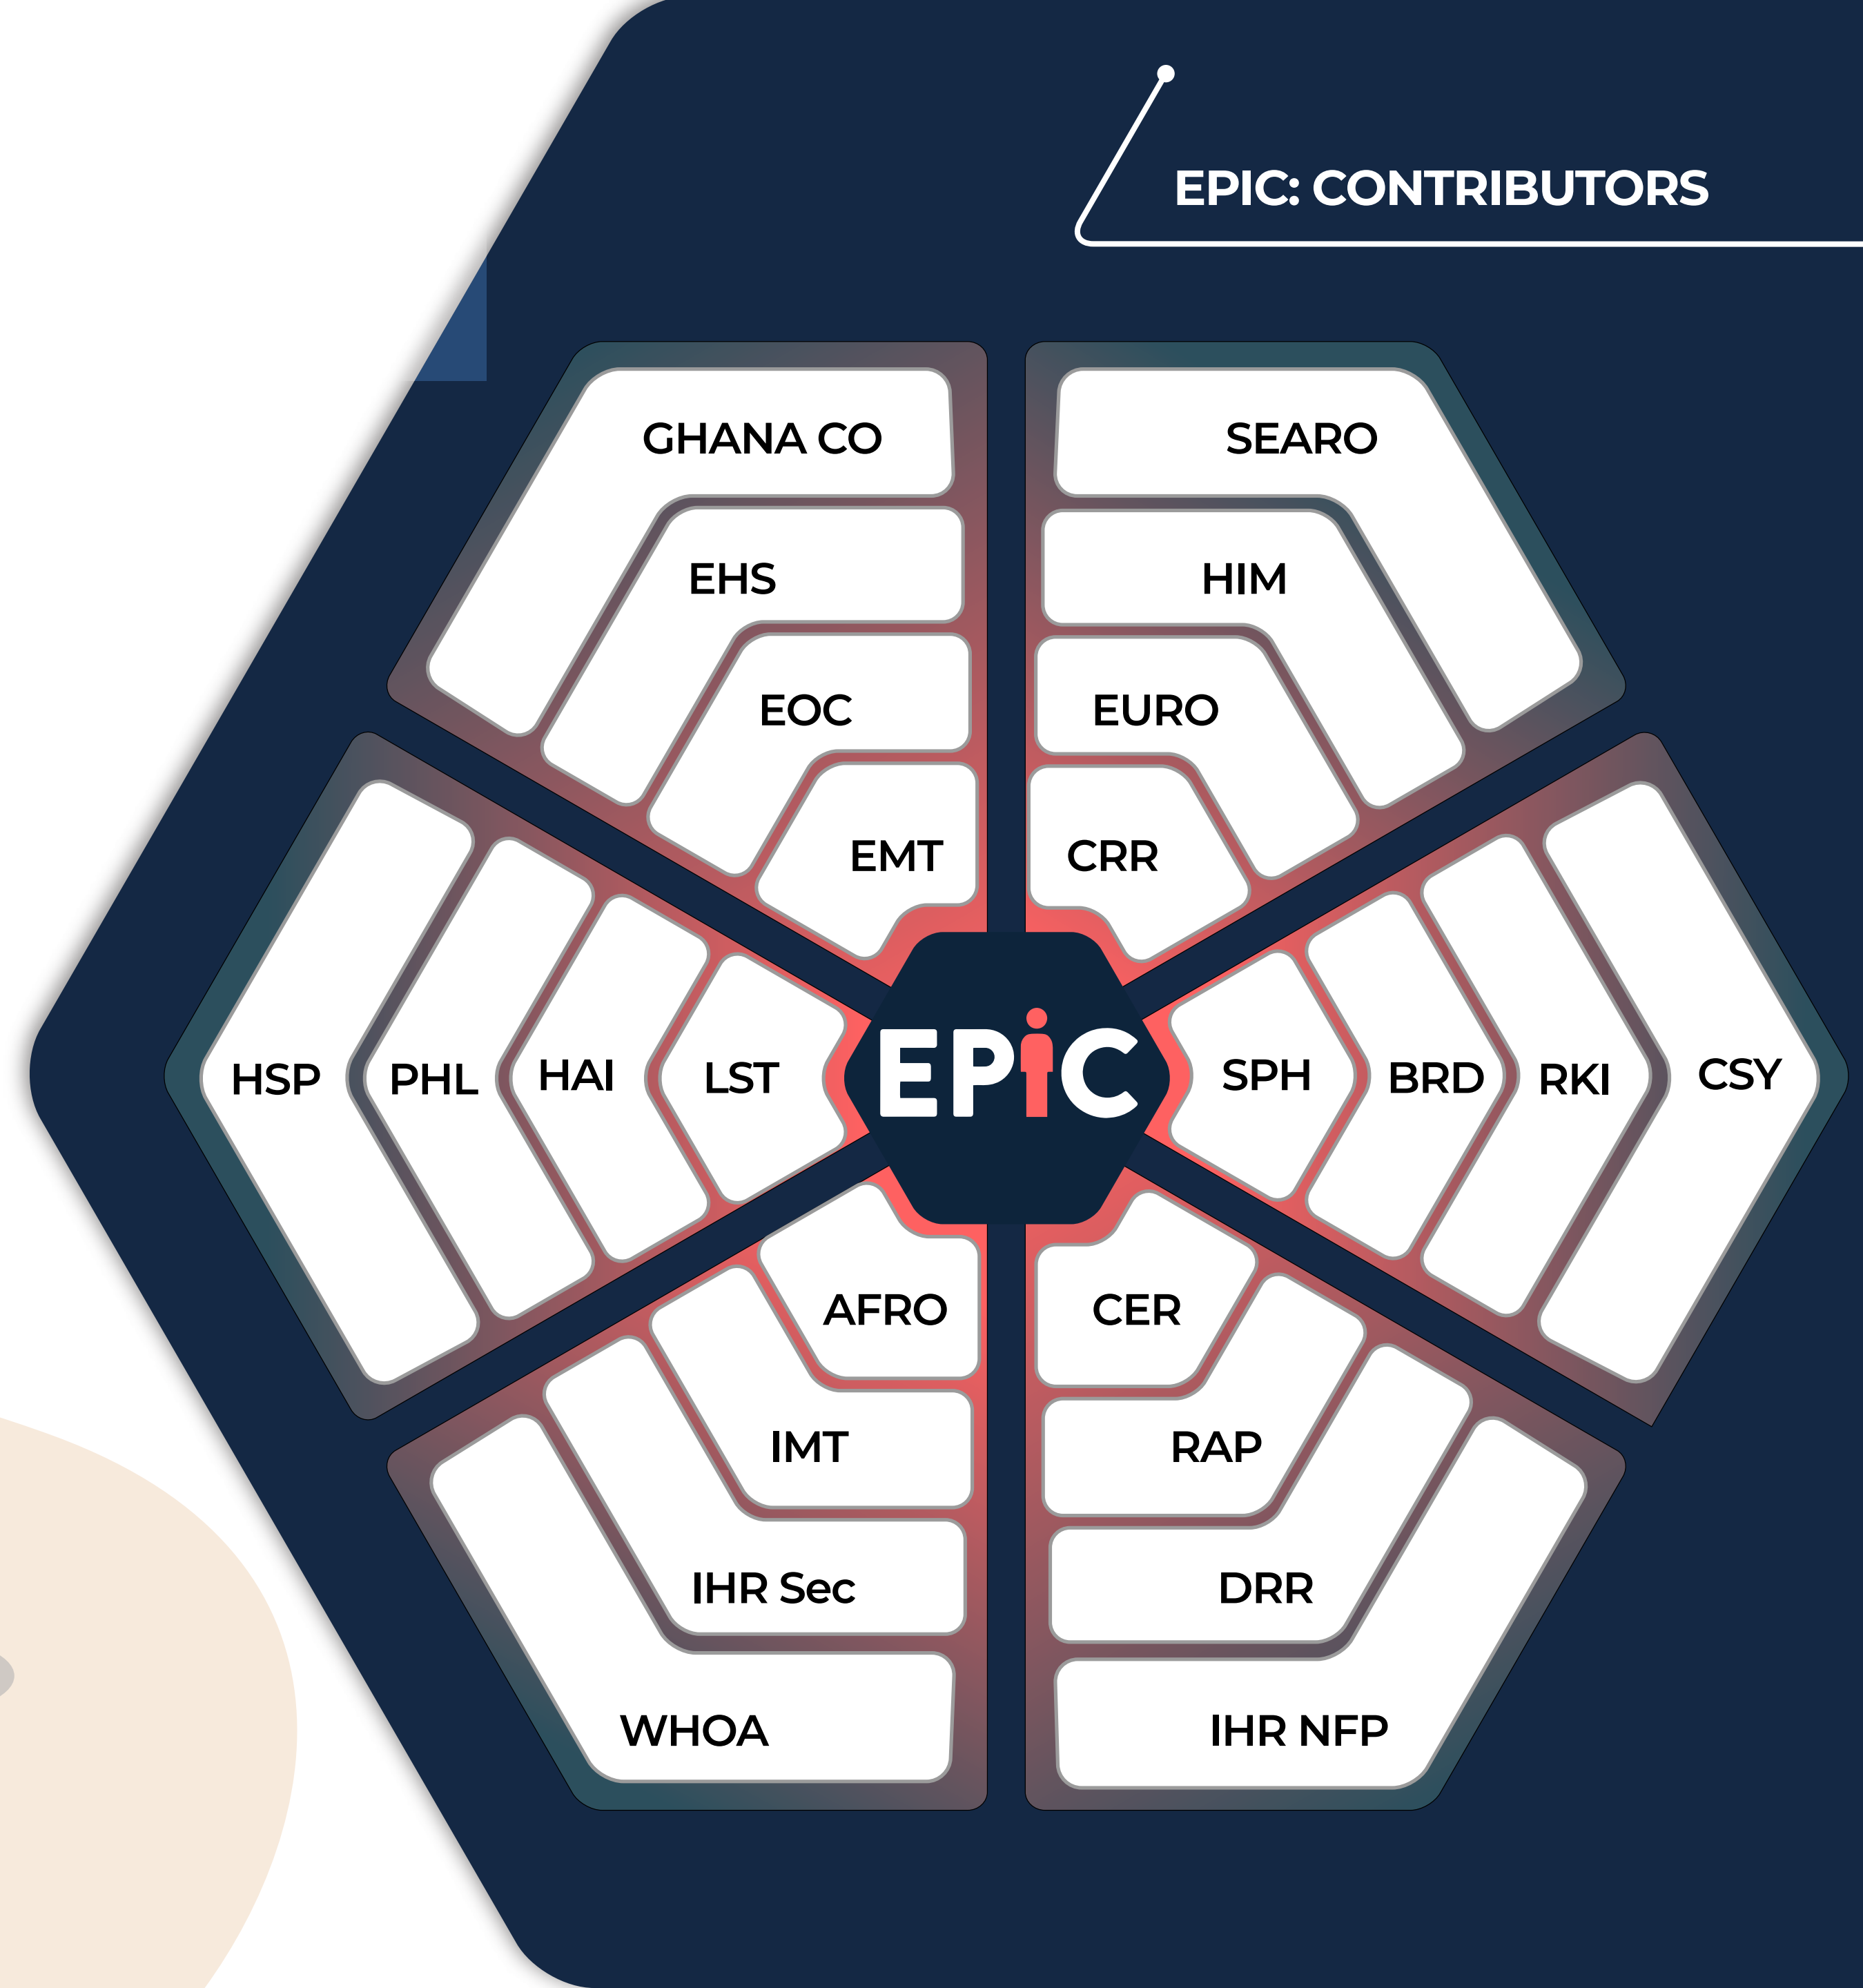 EPIC: CONTRIBUTORS
GHANA CO
SEARO
EHS
HIM
EOC
EURO
EMT
CRR
HSP
PHL
HAI
LST
EPiC
SPH
BRD
RKI
CSY
AFRO
CER
IMT
RAP
IHR Sec
DRR
WHOA
IHR NFP